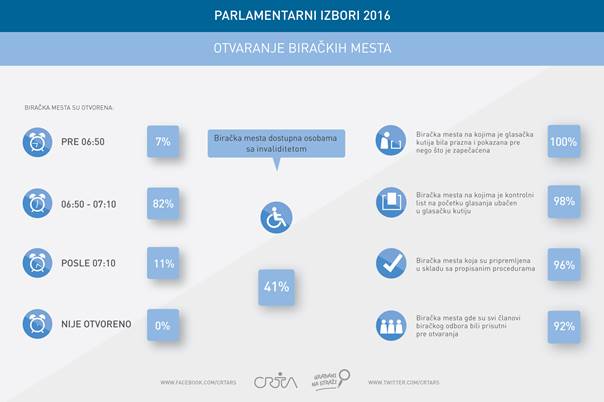 PARLAMENTARNI IZBORI 2016
OTVARANJE BIRAČKIH MESTA
BIRAČKA MESTA SU OTVORENA:
PRE 06:50
7%
06:50 - 07:10
82%
POSLE 07:10
11%
NIJE OTVORENO
0%
Biračka mesta dostupna osobama
sa invaliditetom
41%
Biračka mesta na kojima je glasačka
kutija bila prazna i pokazana pre
nego što je zapečaćena
100%
Biračka mesta na kojima je kontrolni
list na početku glasanja ubačen
u glasačku kutiju
98%
Biračka mesta koja su pripremljena
u skladu sa propisanim procedurama
96%
Biračka mesta gde su svi članovi
biračkog odbora bili prisutni
pre otvaranja
92%
WWW.FACEBOOK.COM/CRTARS
CRTA
GRAĐANI
NA STRAŽI
WWW.TWITTER.COM/CRTARS